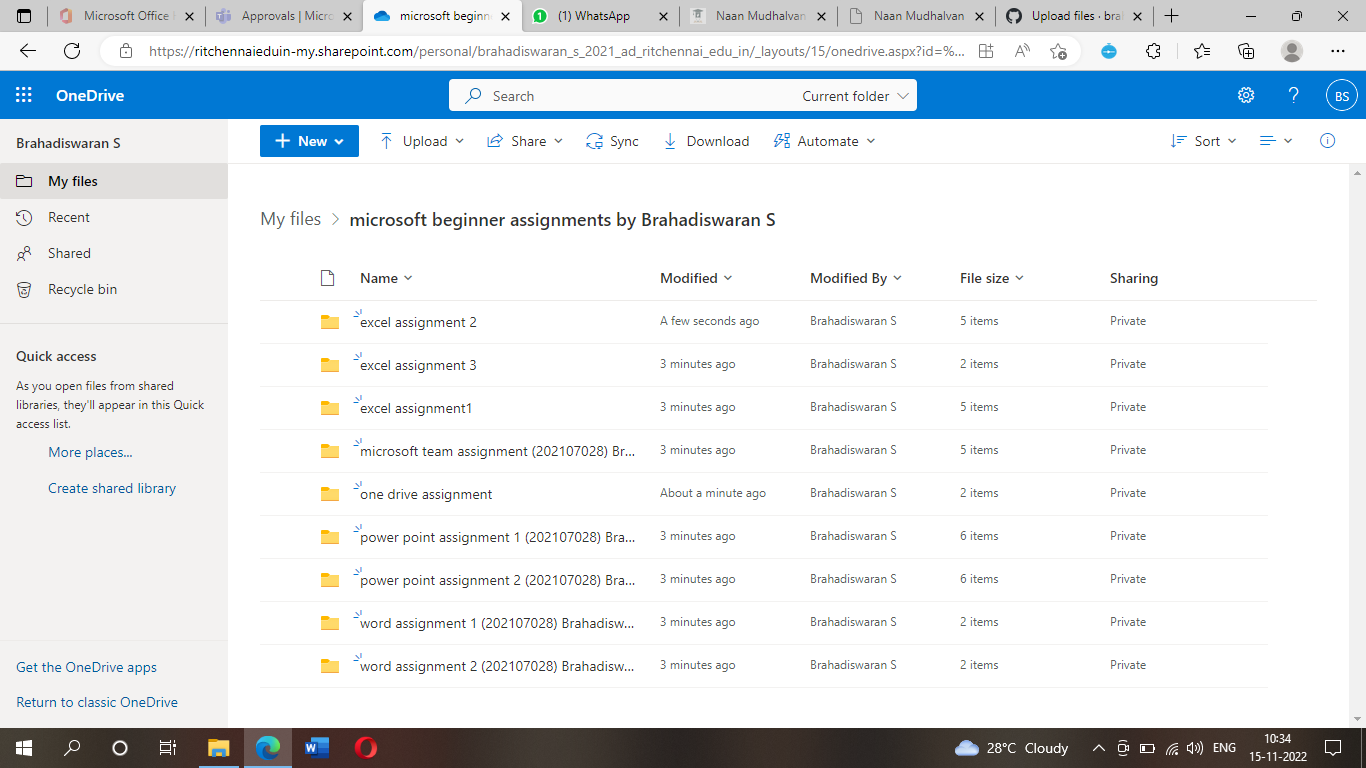 Microsoft Office
Approvals | Micro
microsoft beginne
(1) WhatsApp
Naan Mudhalvan
Naan Mudhalvan
Upload files · bra
https://ritchennaieduin-my.sharepoint.com/personal/brahadiswaran_s_2021_ad_ritchennai_edu_in/_layouts/15/onedrive.aspx?id=%...
OneDrive
Search
Current folder
?
BS
Brahadiswaran S
+ New
Upload
Share
Sync
Download
Automate
Sort
My files
Recent
Shared
Recycle bin
Quick access
As you open files from shared
libraries, they'll appear in this Quick
access list.
More places...
Create shared library
Get the OneDrive apps
Return to classic OneDrive
My files > microsoft beginner assignments by Brahadiswaran S
Name Modified Modified By File size Sharing
excel assignment 2 A few seconds ago Brahadiswaran S 5 items Private
excel assignment 3 3 minutes ago Brahadiswaran S 2 items Private
excel assignment1 3 minutes ago Brahadiswaran S 5 items Private
microsoft team assignment (202107028) Br... 3 minutes ago Brahadiswaran S 5 items Private
one drive assignment About a minute ago Brahadiswaran S 2 items Private
power point assignment 1 (202107028) Bra... 3 minutes ago Brahadiswaran S 6 items Private
power point assignment 2 (202107028) Bra... 3 minutes ago Brahadiswaran S 6 items Private
word assignment 1 (202107028) Brahadisw... 3 minutes ago Brahadiswaran S 2 items Private
word assignment 2 (202107028) Brahadisw... 3 minutes ago Brahadiswaran S 2 items Private
28°C Cloudy
ENG
10:34
15-11-2022